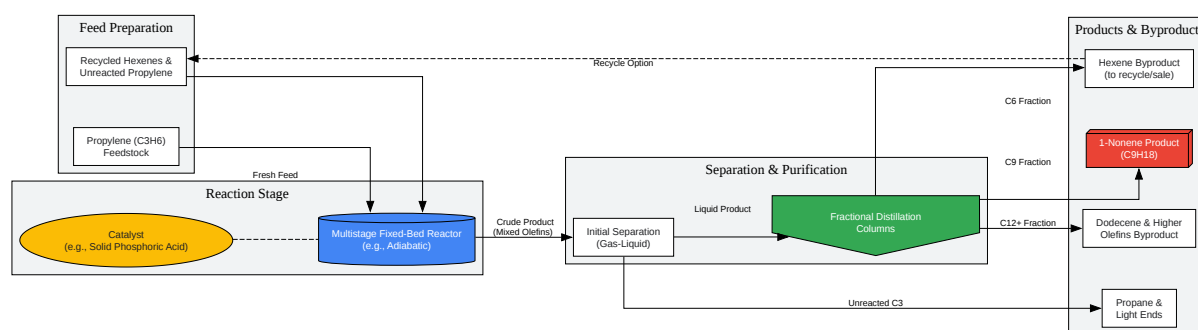 Feed Preparation
Recycled Hexenes &
Unreacted Propylene
Propylene (C3H6)
Feedstock
Fresh Feed
Reaction Stage
Catalyst
(e.g., Solid Phosphoric Acid)
Multistage Fixed-Bed Reactor
(e.g., Adiabatic)
Crude Product
(Mixed Olefins)
Recycle Option
Separation & Purification
Initial Separation
(Gas-Liquid)
Liquid Product
Fractional Distillation
Columns
C6 Fraction
C9 Fraction
C12+ Fraction
Unreacted C3
Products & Byproduct
Hexene Byproduct
(to recycle/sale)
1-Nonene Product
(C9H18)
Dodecene & Higher
Olefins Byproduct
Propane &
Light Ends